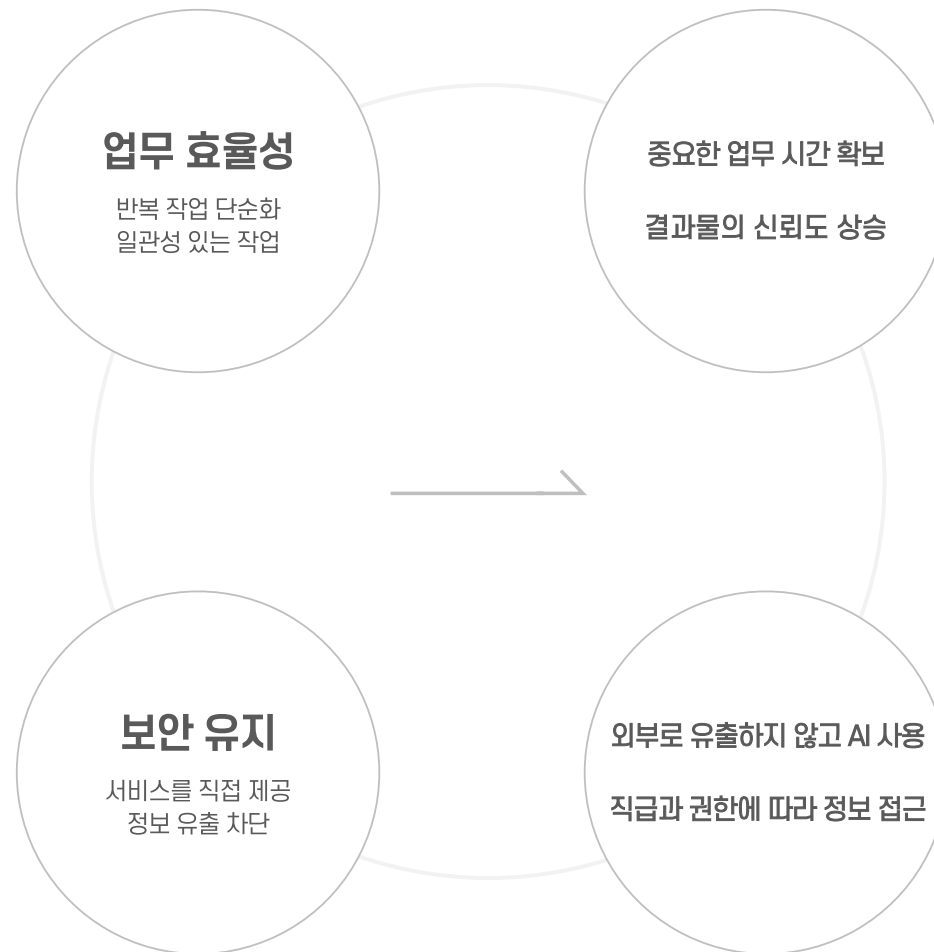 업무 효율성
반복 작업 단순화
일관성 있는 작업
중요한 업무 시간 확보
결과물의 신뢰도 상승
보안 유지
서비스를 직접 제공
정보 유출 차단
외부로 유출하지 않고 AI 사용
직급과 권한에 따라 정보 접근